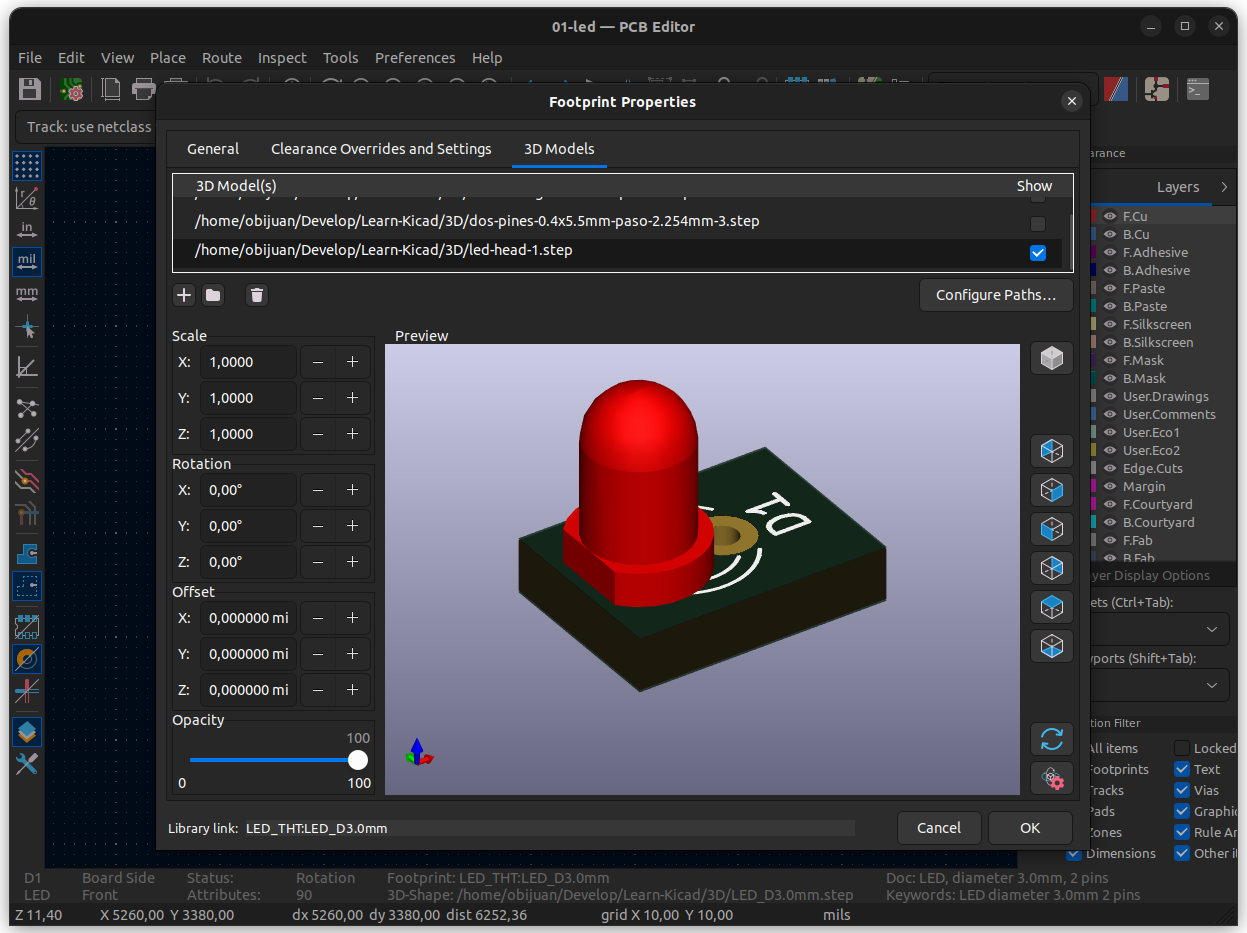 01-led — PCB Editor
File Edit View Place Route Inspect Tools Preferences Help
Track: use netclass
Footprint Properties
General Clearance Overrides and Settings 3D Models
3D Model(s) Show
/home/obijuan/Develop/Learn-Kicad/3D/dos-pines-0.4x5.5mm-paso-2.254mm-3.step
/home/obijuan/Develop/Learn-Kicad/3D/led-head-1.step
Configure Paths...
Scale
X: 1,0000
Y: 1,0000
Z: 1,0000
Rotation
X: 0,00°
Y: 0,00°
Z: 0,00°
Offset
X: 0,000000 mi
Y: 0,000000 mi
Z: 0,000000 mi
Opacity
100
0 100
Preview
D1
Library link: LED_THT:LED_D3.0mm
Cancel OK
in
mil
mm
arance
Layers
F.Cu
B.Cu
F.Adhesive
B.Adhesive
F.Paste
B.Paste
F.Silkscreen
B.Silkscreen
F.Mask
B.Mask
User.Drawings
User.Comments
User.Eco1
User.Eco2
Edge.Cuts
Margin
F.Courtyard
B.Courtyard
F.Fab
B.Fab
yer Display Options
ets (Ctrl+Tab):
ports (Shift+Tab):
tion Filter
All items Locked
Footprints Text
Tracks Vias
Pads Graphic
Zones Rule Ar
Dimensions Other it
D1 Board Side Status: Rotation Footprint: LED_THT:LED_D3.0mm Doc: LED, diameter 3.0mm, 2 pins
LED Front Attributes: 90 3D-Shape: /home/obijuan/Develop/Learn-Kicad/3D/LED_D3.0mm.step Keywords: LED diameter 3.0mm 2 pins
Z 11,40 X 5260,00 Y 3380,00 dx 5260,00 dy 3380,00 dist 6252,36 grid X 10,00 Y 10,00 mils